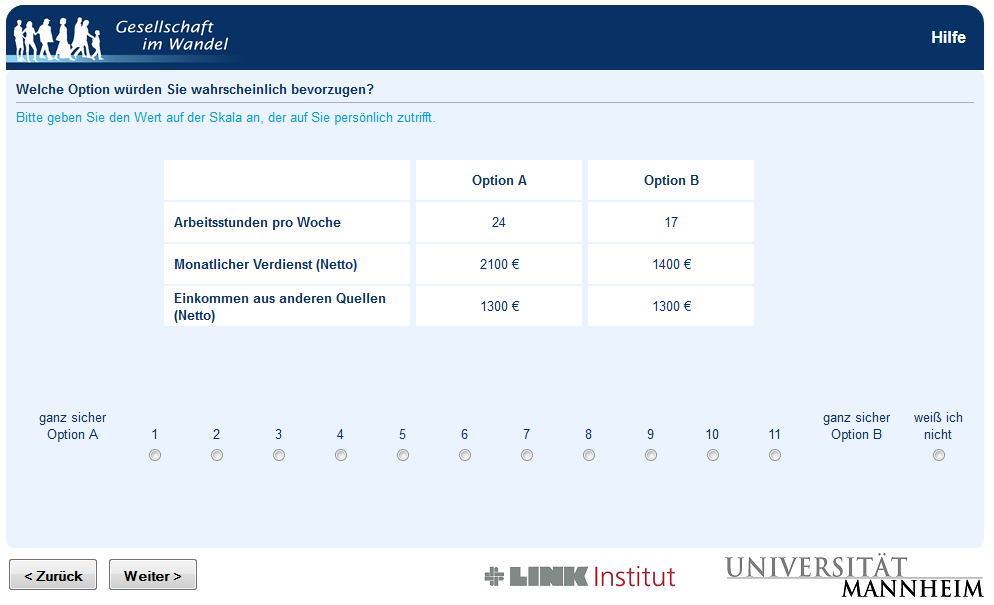 Gesellschaft
im Wandel
Hilfe
Welche Option würden Sie wahrscheinlich bevorzugen?
Bitte geben Sie den Wert auf der Skala an, der auf Sie persönlich zutrifft.
Option A Option B
Arbeitsstunden pro Woche 24 17
Monatlicher Verdienst (Netto) 2100 € 1400 €
Einkommen aus anderen Quellen
(Netto) 1300 € 1300 €
ganz sicher ganz sicher weiß ich
Option A 1 2 3 4 5 6 7 8 9 10 11 Option B nicht
< Zurück Weiter >
LINK Institut
UNIVERSITÄT
MANNHEIM